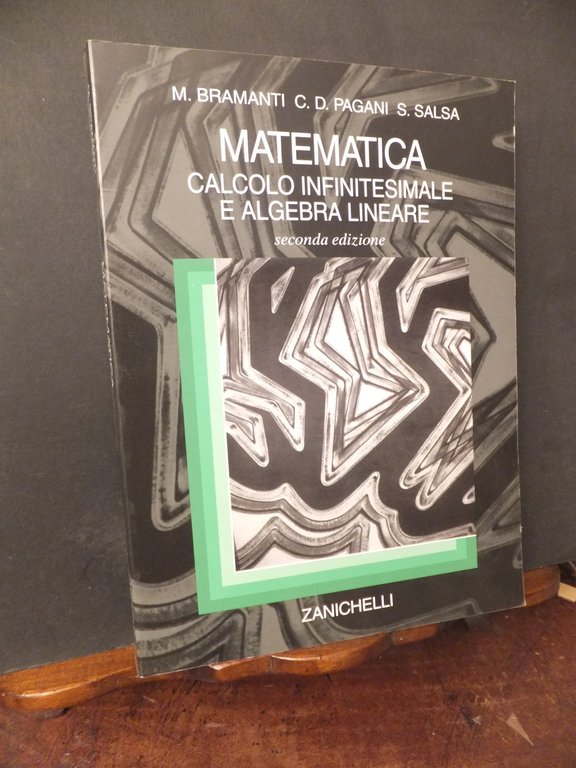 M. BRAMANTI C. D. PAGANI S. SALSA
MATEMATICA
CALCOLO INFINITESIMALE
E ALGEBRA LINEARE
seconda edizione
ZANICHELLI